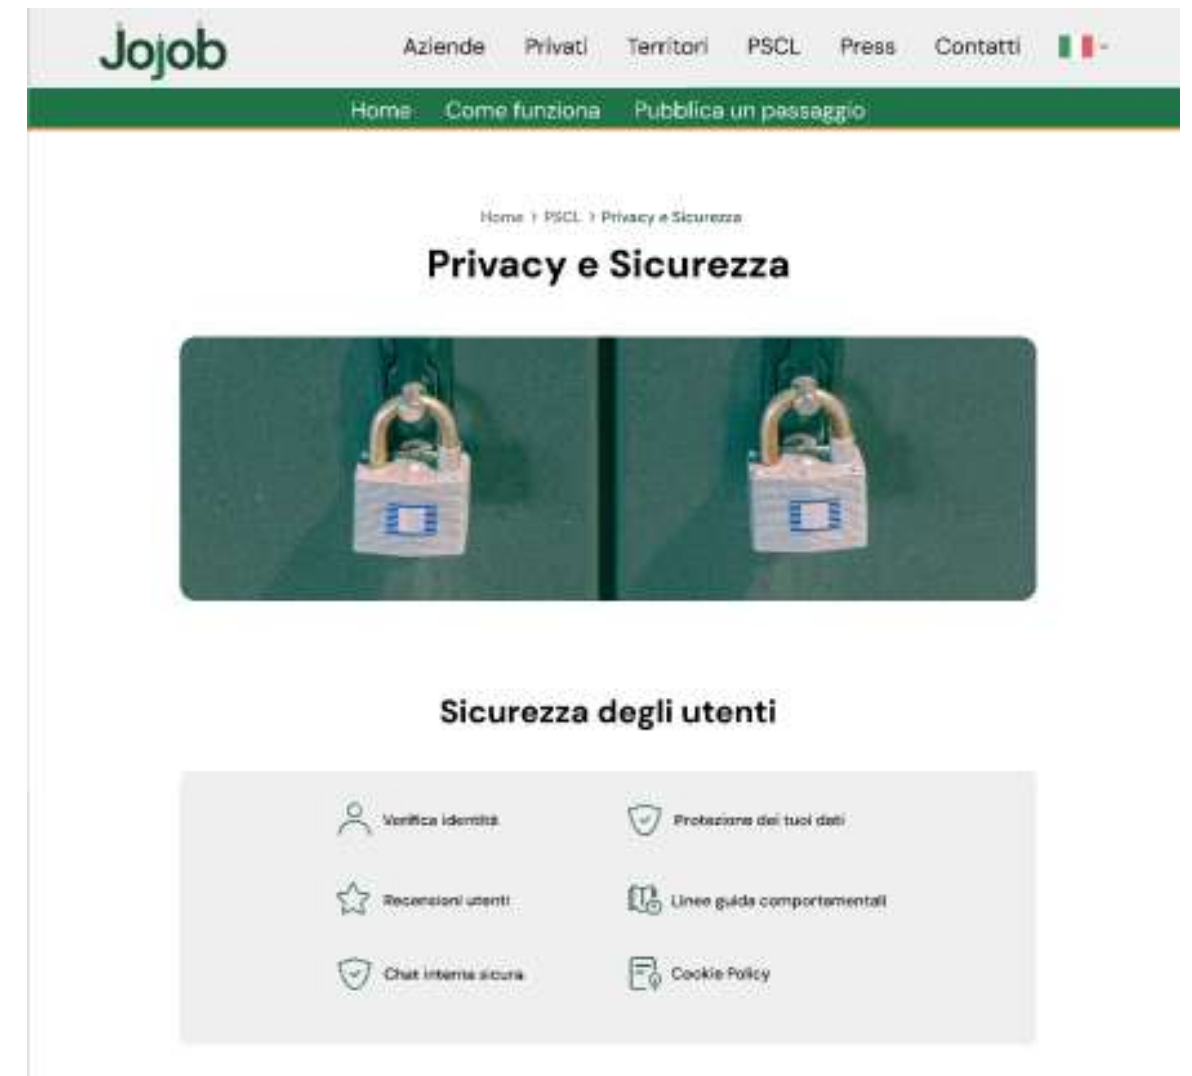 Jojob
Aziende Privati Territori PSCL Press Contatti
Home Come funziona Pubblica un passaggio
Home > PSCL > Privacy e Sicurezza
Privacy e Sicurezza
Sicurezza degli utenti
Verifica identità
Protezione dei tuoi dati
Recensioni utenti
Linee guida comportamentali
Chat interna sicura
Cookie Policy